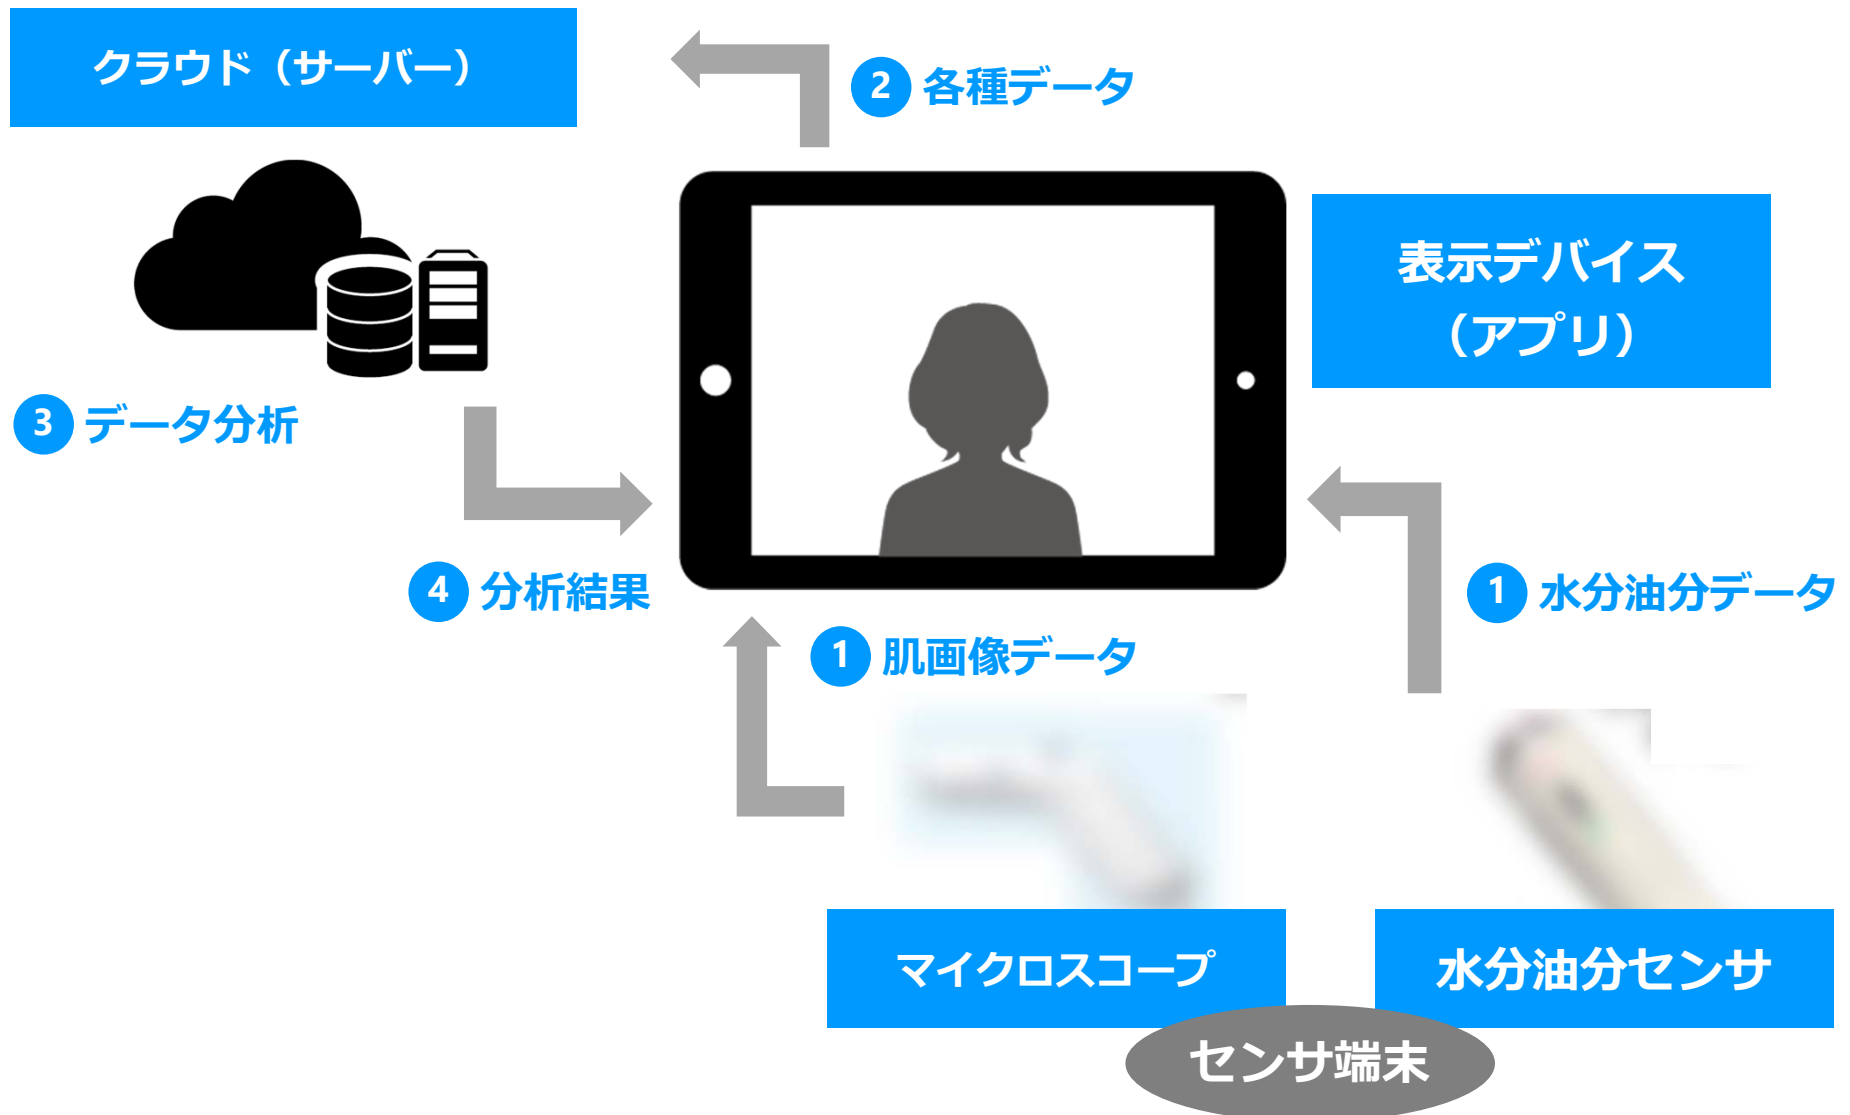 クラウド（サーバー）
2 各種データ
表示デバイス
（アプリ）
3 データ分析
4 分析結果
1 水分油分データ
1 肌画像データ
マイクロスコープ
水分油分センサ
センサ端末